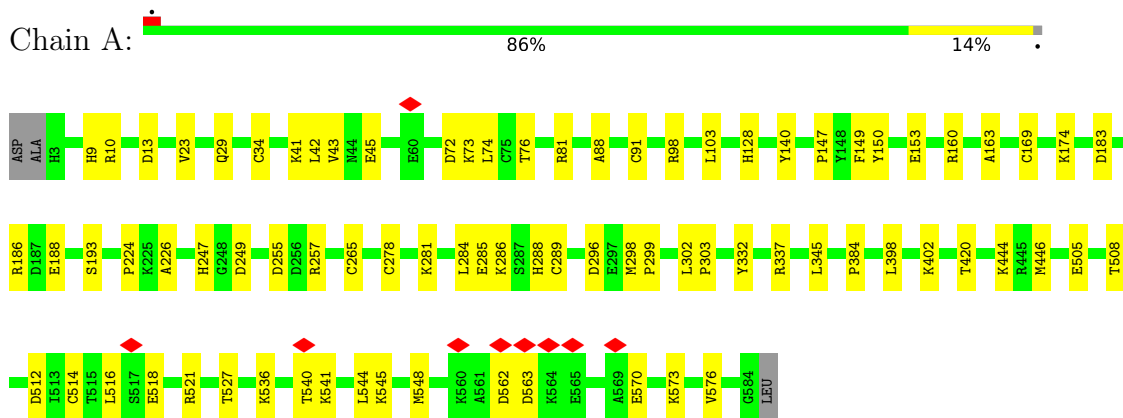 Chain A:
86% 14%
ASP ALA H3 H9 R10 D13 V23 Q29 C34 K41 L42 V43 N44 E45 E60 D72 K73 L74 C75 T76 R81 A88 C91 R98 L103 H128 Y140 P147 Y148 F149 Y150 E153 R160 A163 C169 K174 D183
R186 D187 E188 S193 P224 K225 A226 H247 G248 D249 D255 D256 R257 C265 C278 K281 L284 E285 K286 S287 H288 C289 D296 E297 M298 P299 L302 P303 Y332 R337 L345 P384 L398 K402 T420 K444 R445 M446 E505 T508
D512 I513 C514 T515 L516 S517 E518 R521 T527 K536 T540 K541 L544 K545 M548 K560 A561 D562 D563 K564 E565 A569 E570 K573 V576 G584 LEU